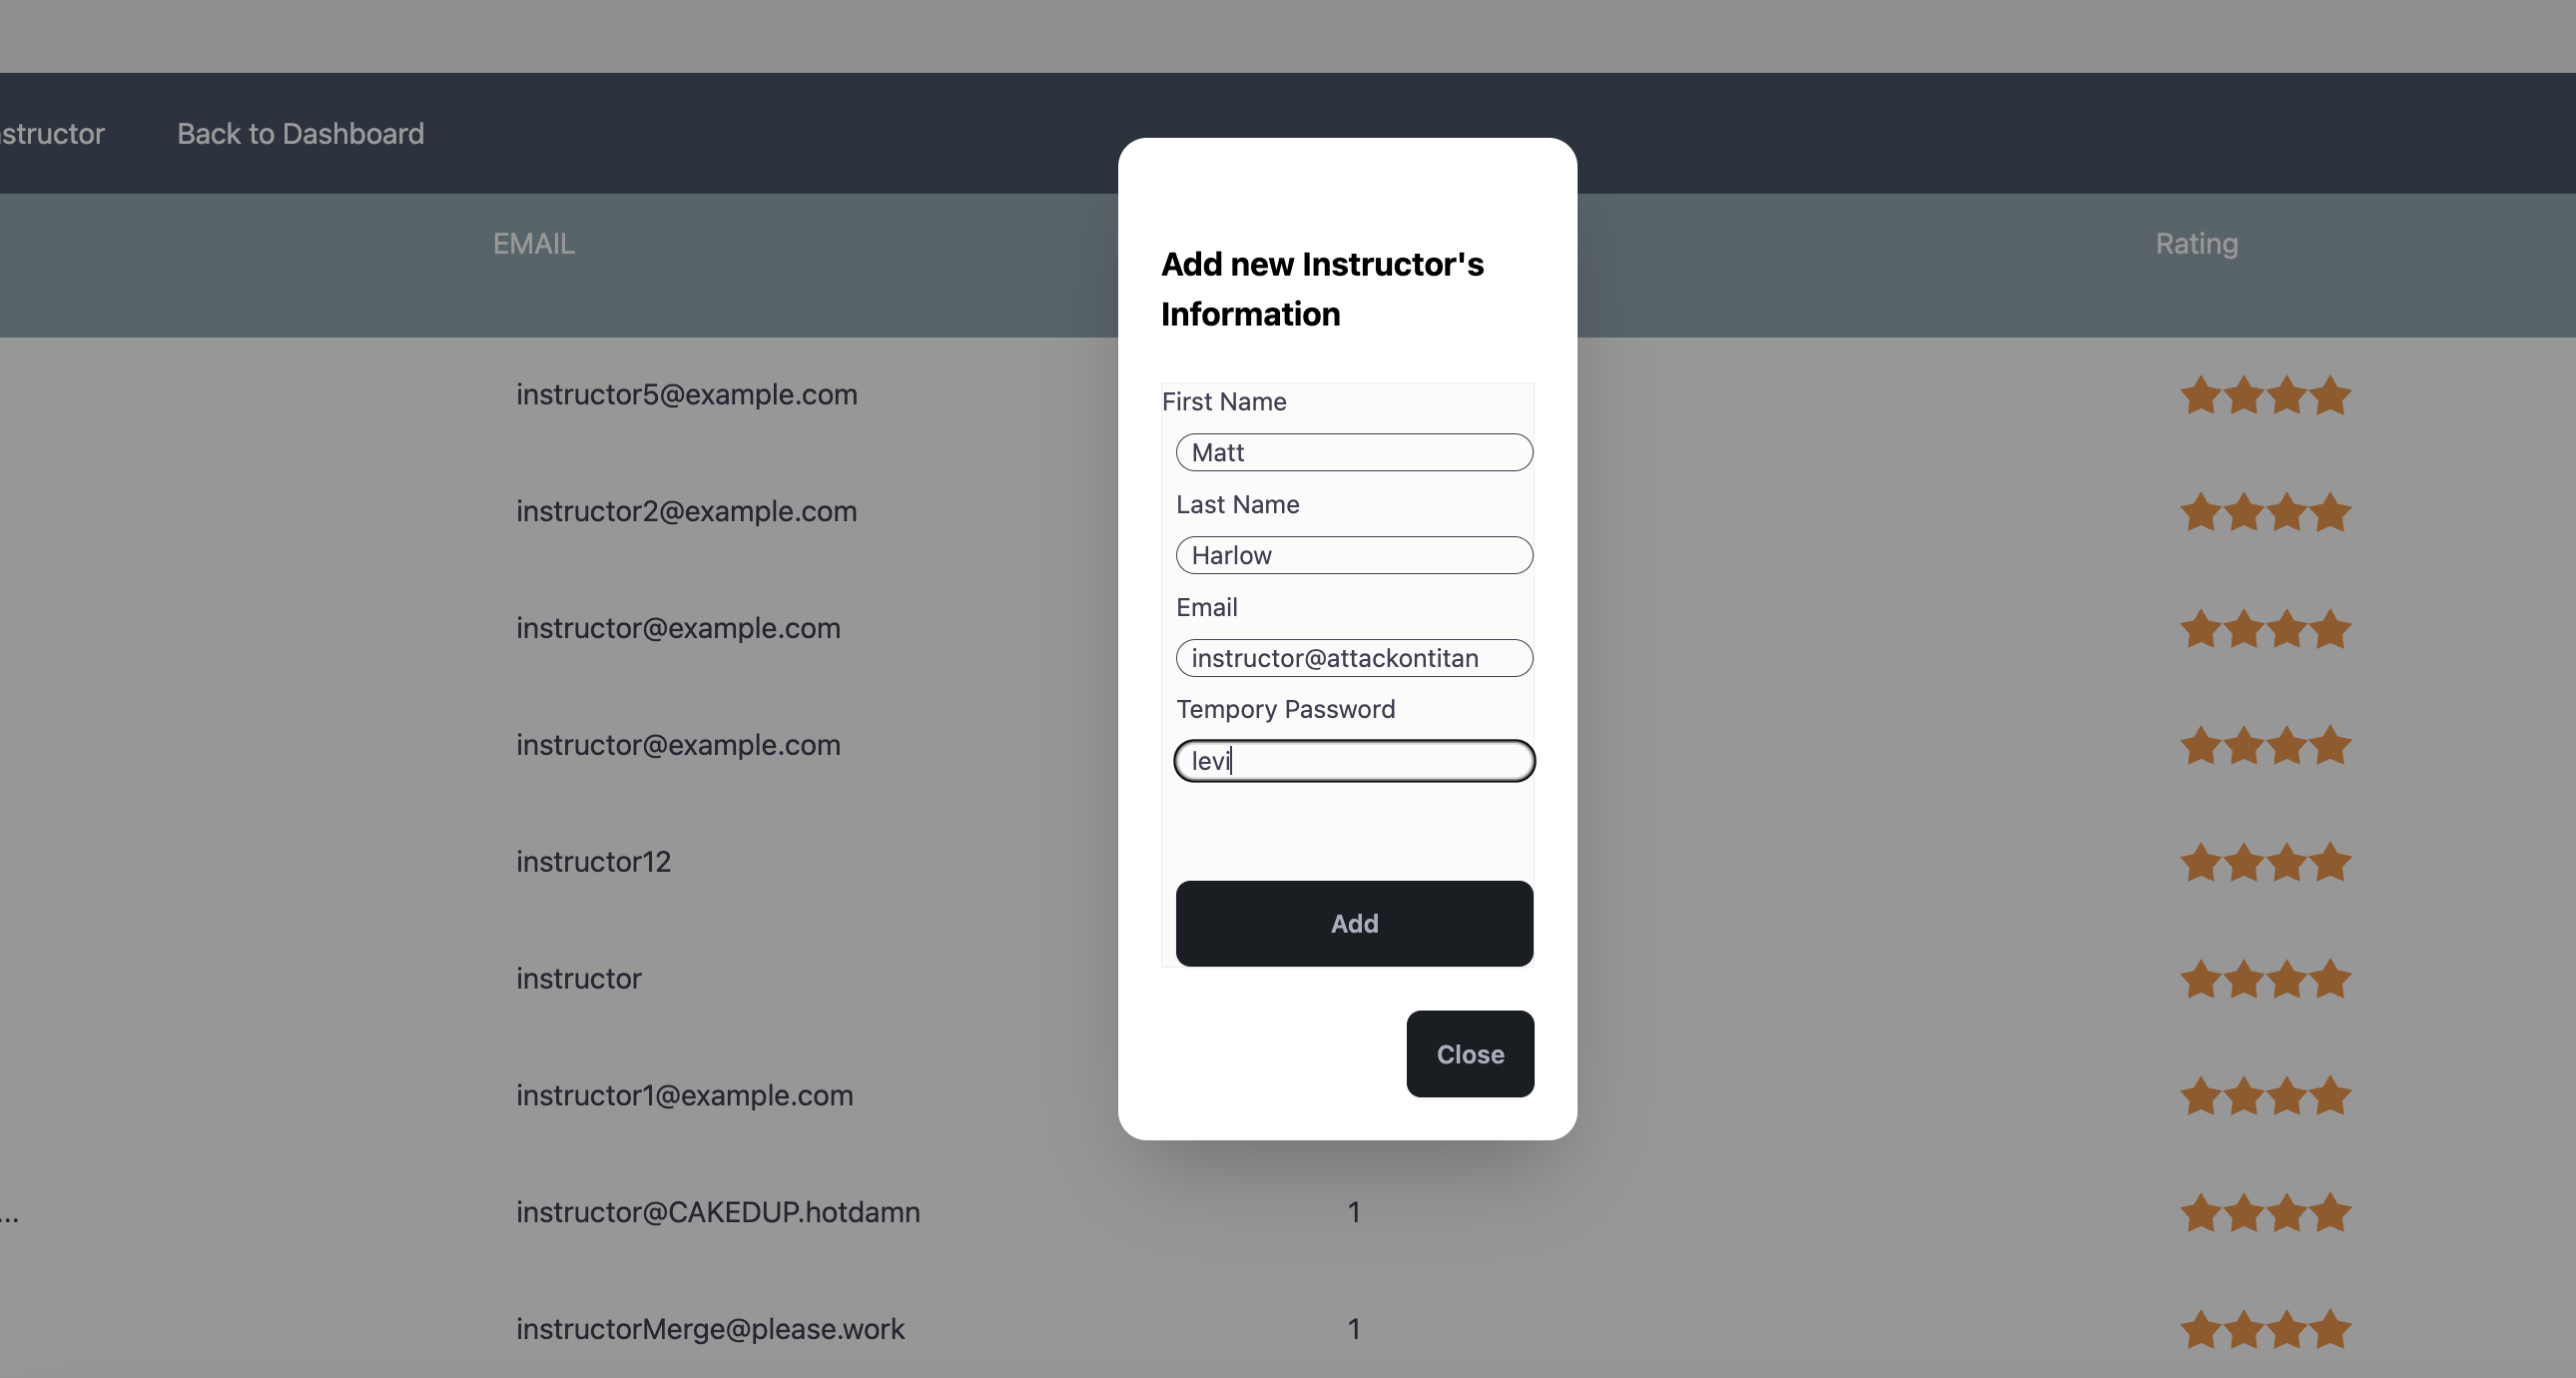 structor Back to Dashboard
EMAIL Rating
Add new Instructor's
Information
First Name
Matt
Last Name
Harlow
Email
instructor@attackontitan
Tempory Password
levi
Add
Close
instructor5@example.com
instructor2@example.com
instructor@example.com
instructor@example.com
instructor12
instructor
instructor1@example.com
... instructor@CAKEDUP.hotdamn 1
instructorMerge@please.work 1